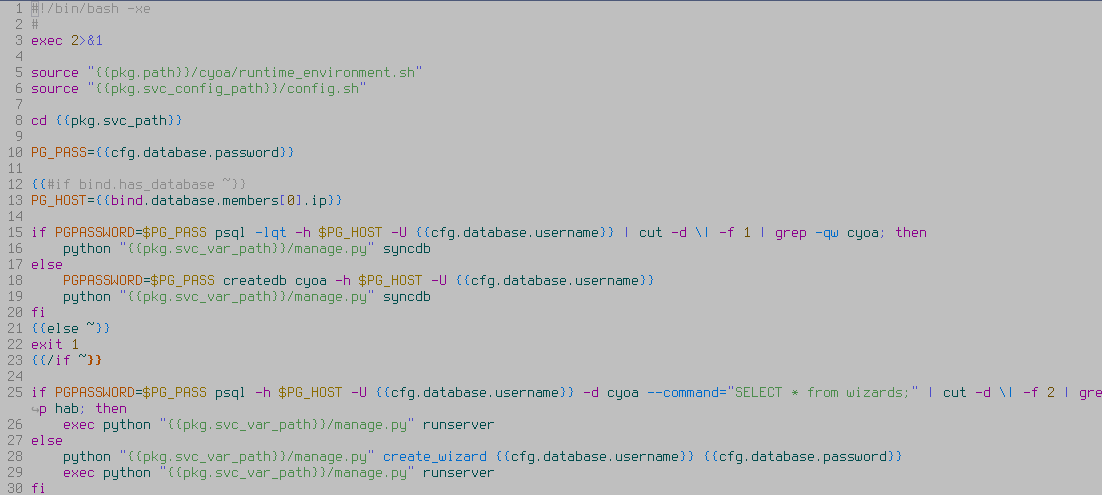 1 #!/bin/bash -xe
2 #
3 exec 2>&1
4
5 source "{{pkg.path}}/cyoa/runtime_environment.sh"
6 source "{{pkg.svc_config_path}}/config.sh"
7
8 cd {{pkg.svc_path}}
9
10 PG_PASS={{cfg.database.password}}
11
12 {{#if bind.has_database ~}}
13 PG_HOST={{bind.database.members[0].ip}}
14
15 if PGPASSWORD=$PG_PASS psql -lqt -h $PG_HOST -U {{cfg.database.username}} | cut -d \| -f 1 | grep -qw cyoa; then
16     python "{{pkg.svc_var_path}}/manage.py" syncdb
17 else
18     PGPASSWORD=$PG_PASS createdb cyoa -h $PG_HOST -U {{cfg.database.username}}
19     python "{{pkg.svc_var_path}}/manage.py" syncdb
20 fi
21 {{else ~}}
22 exit 1
23 {{/if ~}}
24
25 if PGPASSWORD=$PG_PASS psql -h $PG_HOST -U {{cfg.database.username}} -d cyoa --command="SELECT * from wizards;" | cut -d \| -f 2 | gre
↪p hab; then
26     exec python "{{pkg.svc_var_path}}/manage.py" runserver
27 else
28     python "{{pkg.svc_var_path}}/manage.py" create_wizard {{cfg.database.username}} {{cfg.database.password}}
29     exec python "{{pkg.svc_var_path}}/manage.py" runserver
30 fi